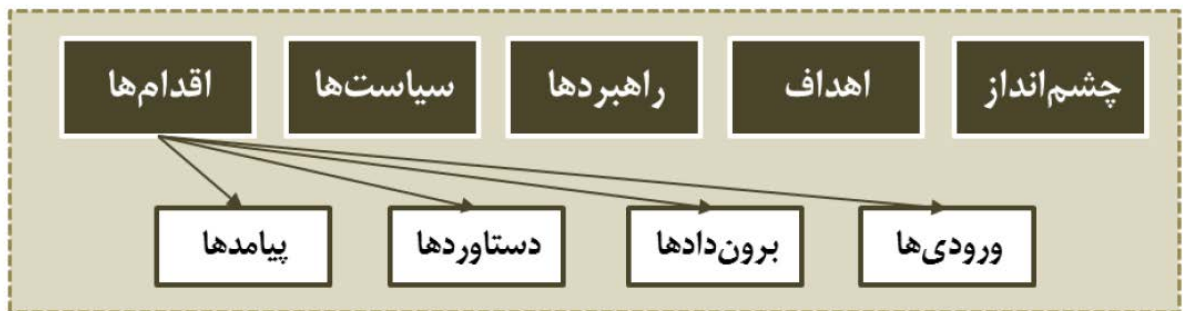 چشم‌انداز
اهداف
راهبردها
سیاست‌ها
اقدام‌ها
ورودی‌ها
برون‌دادها
دستاوردها
پیامدها